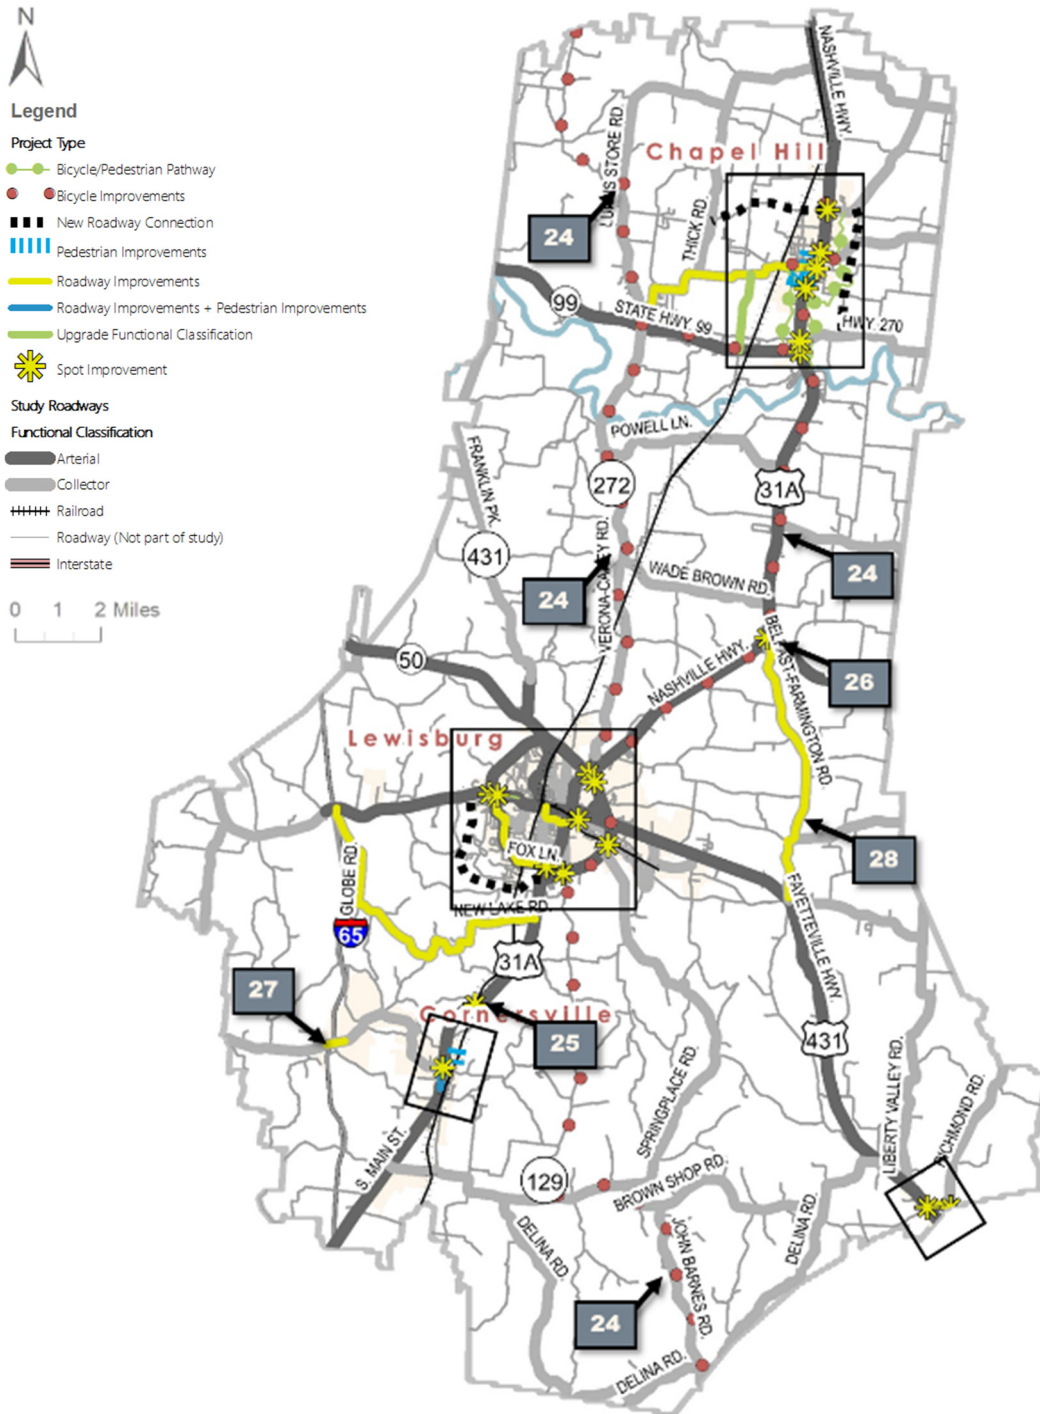 N
Legend
Project Type
Bicycle/Pedestrian Pathway
Bicycle Improvements
New Roadway Connection
Pedestrian Improvements
Roadway Improvements
Roadway Improvements + Pedestrian Improvements
Upgrade Functional Classification
Spot Improvement
Study Roadways
Functional Classification
Arterial
Collector
Railroad
Roadway (Not part of study)
Interstate
0 1 2 Miles
NASHVILLE HWY.
STORE RD.
Chapel Hill
24
THICK RD.
99
STATE HWY. 99
HWY. 270
POWELL LN.
FRANKLIN PK.
272
31A
431
24
WADE BROWN RD.
24
50
NASHVILLE HWY.
BELFAST-FARMINGTON RD.
26
Lewisburg
28
FOX LN.
GLOBE RD.
NEW LAKE RD.
65
31A
FAYETTEVILLE HWY.
27
Cornersville
25
431
SPRINGPLACE RD.
LIBERTY VALLEY RD.
RICHMOND RD.
S. MAIN ST.
129
BROWN SHOP RD.
DELINA RD.
JOHN BARNES RD.
DELINA RD.
24
DELINA RD.